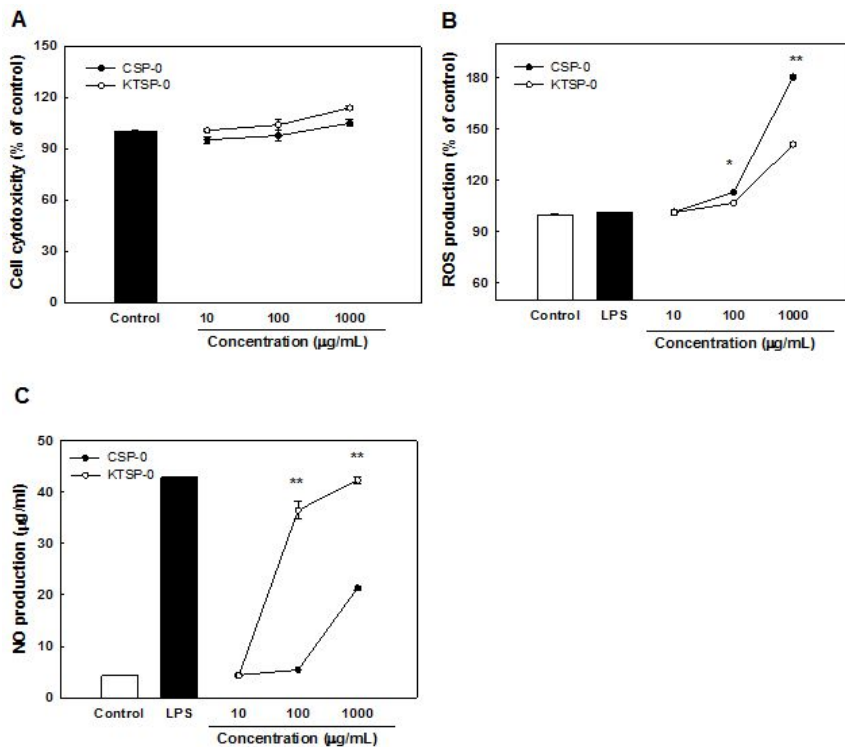 A
Cell cytotoxicity (% of control)
150
120
90
60
30
0
CSP-0
KTSP-0
Control
10
100
1000
Concentration (µg/mL)
B
ROS production (% of control)
180
150
120
90
60
CSP-0
KTSP-0
*
**
Control
LPS
10
100
1000
Concentration (µg/mL)
C
NO production (µg/ml)
50
40
30
20
10
0
CSP-0
KTSP-0
**
**
Control
LPS
10
100
1000
Concentration (µg/mL)